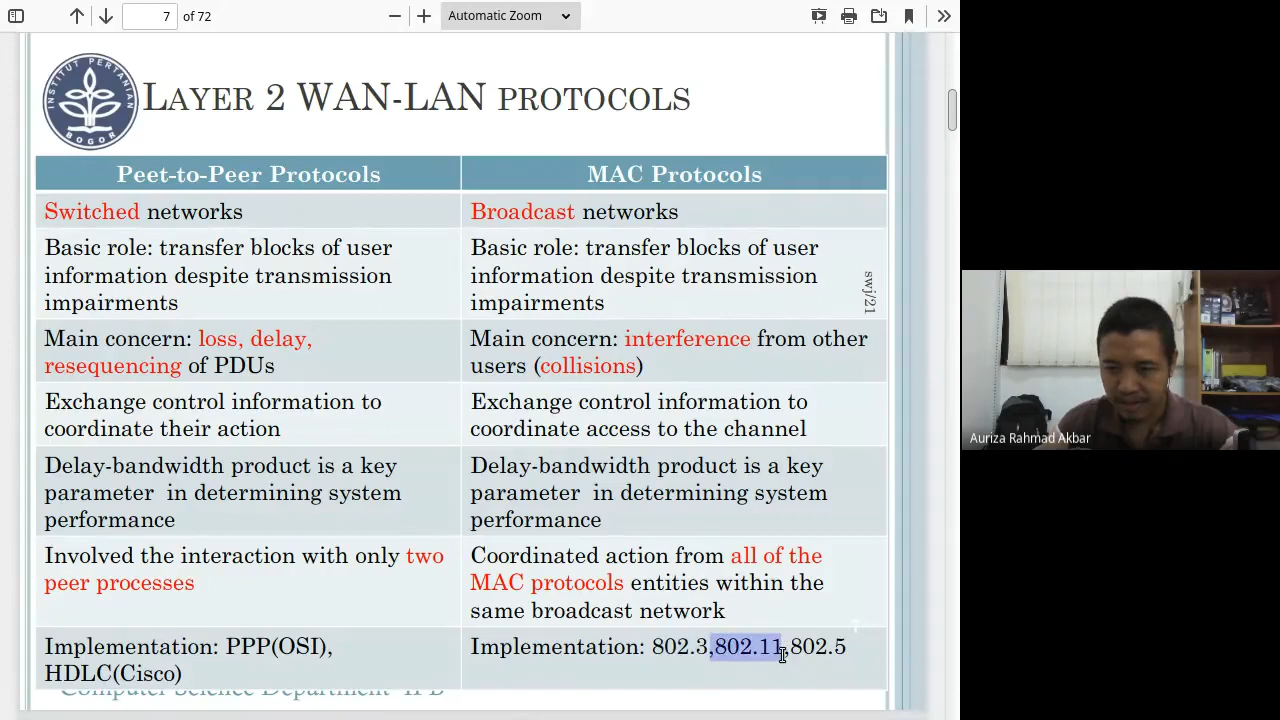 7 of 72
Automatic Zoom
INSTITUT PERTANIAN
BOGOR
LAYER 2 WAN-LAN PROTOCOLS
Peet-to-Peer Protocols
MAC Protocols
Switched networks
Broadcast networks
Basic role: transfer blocks of user
information despite transmission
impairments
Basic role: transfer blocks of user
information despite transmission
impairments
swj/21
Main concern: loss, delay,
resequencing of PDUs
Main concern: interference from other
users (collisions)
Exchange control information to
coordinate their action
Exchange control information to
coordinate access to the channel
Delay-bandwidth product is a key
parameter in determining system
performance
Delay-bandwidth product is a key
parameter in determining system
performance
Involved the interaction with only two
peer processes
Coordinated action from all of the
MAC protocols entities within the
same broadcast network
7
Implementation: PPP(OSI),
HDLC(Cisco)
Implementation: 802.3,802.11,802.5
Computer Science Department IPB
Auriza Rahmad Akbar